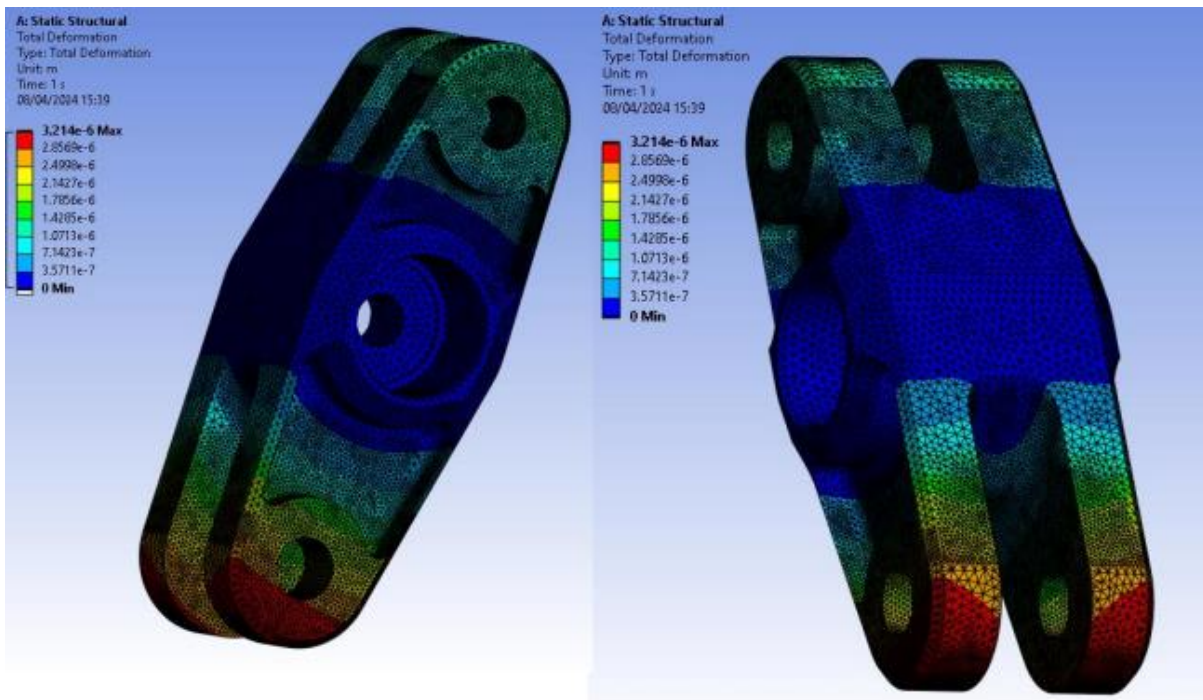 A: Static Structural
Total Deformation
Type: Total Deformation
Unit: m
Time: 1 s
08/04/2024 15:39
3.214e-6 Max
2.8569e-6
2.4998e-6
2.1427e-6
1.7856e-6
1.4285e-6
1.0713e-6
7.1423e-7
3.5711e-7
0 Min
A: Static Structural
Total Deformation
Type: Total Deformation
Unit: m
Time: 1 s
08/04/2024 15:39
3.214e-6 Max
2.8569e-6
2.4998e-6
2.1427e-6
1.7856e-6
1.4285e-6
1.0713e-6
7.1423e-7
3.5711e-7
0 Min